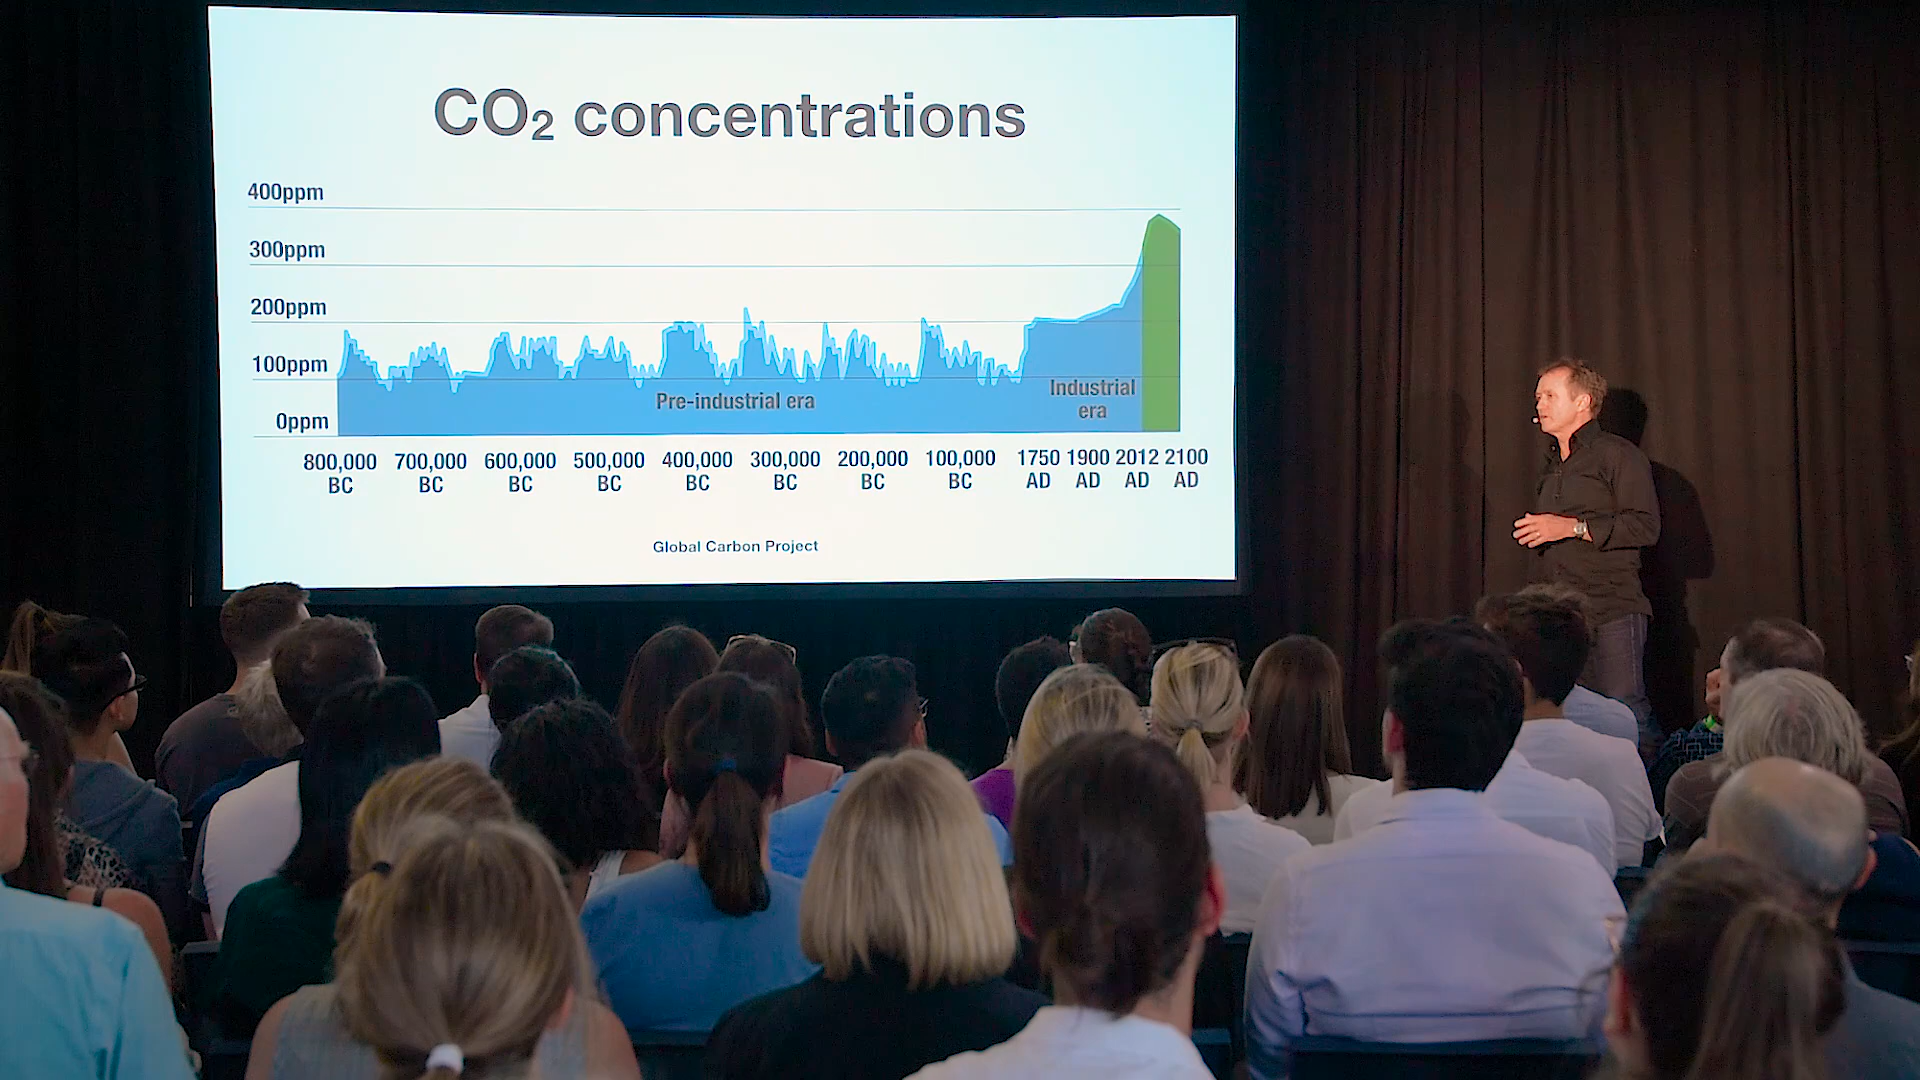 CO₂ concentrations
400ppm
300ppm
200ppm
100ppm
0ppm
Pre-industrial era
Industrial
era
800,000 700,000 600,000 500,000 400,000 300,000 200,000 100,000 1750 1900 2012 2100
BC BC BC BC BC BC BC BC AD AD AD AD
Global Carbon Project